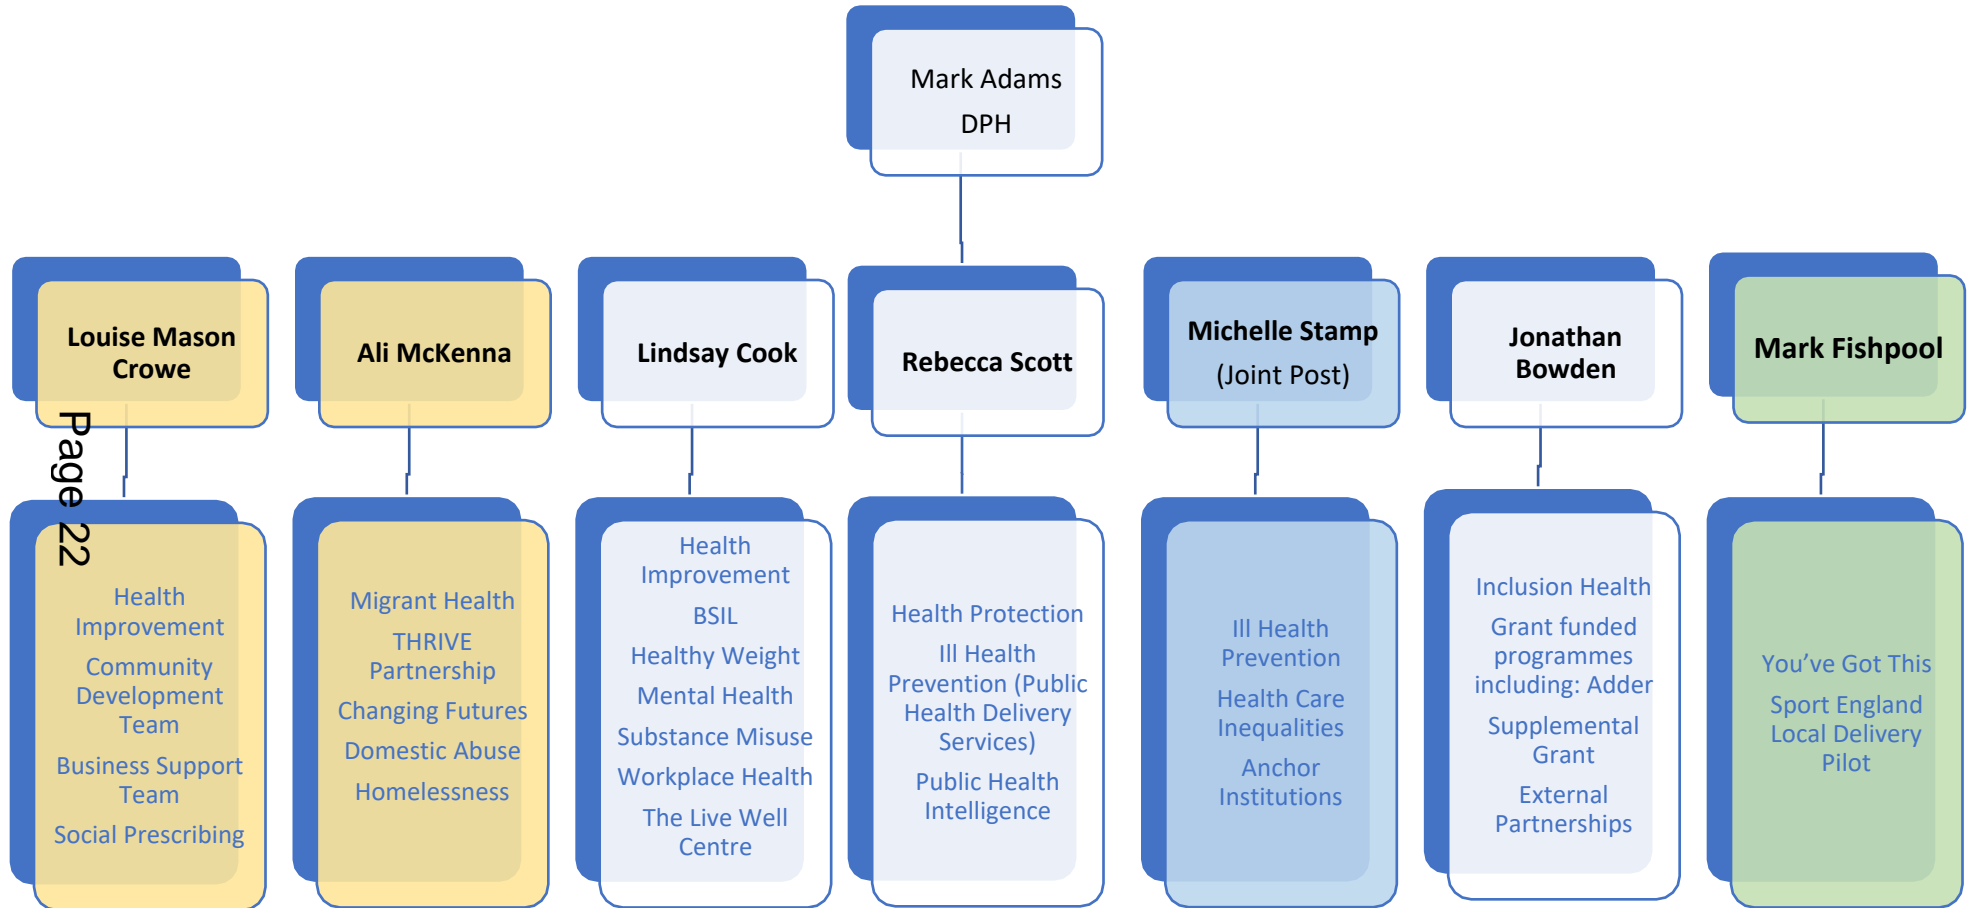 Mark Adams
DPH
Louise Mason
Crowe
Ali McKenna
Lindsay Cook
Rebecca Scott
Michelle Stamp
(Joint Post)
Jonathan
Bowden
Mark Fishpool
Page 22
Health
Improvement
Community
Development
Team
Business Support
Team
Social Prescribing
Migrant Health
THRIVE
Partnership
Changing Futures
Domestic Abuse
Homelessness
Health
Improvement
BSIL
Healthy Weight
Mental Health
Substance Misuse
Workplace Health
The Live Well
Centre
Health Protection
Ill Health
Prevention (Public
Health Delivery
Services)
Public Health
Intelligence
Ill Health
Prevention
Health Care
Inequalities
Anchor
Institutions
Inclusion Health
Grant funded
programmes
including: Adder
Supplemental
Grant
External
Partnerships
You’ve Got This
Sport England
Local Delivery
Pilot